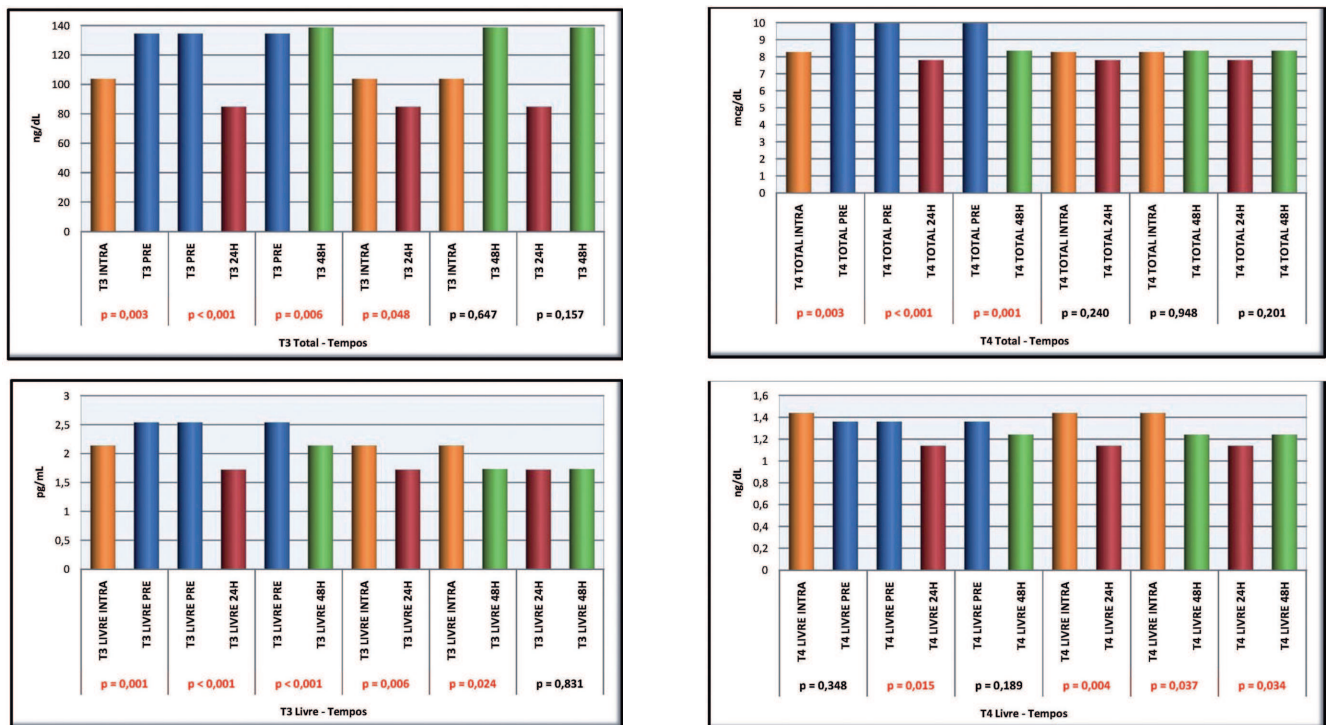 140
120
100
80
60
40
20
0
ng/dL
T3 INTRA
T3 PRE
T3 PRE
T3 24H
T3 PRE
T3 48H
T3 INTRA
T3 24H
T3 INTRA
T3 48H
T3 24H
T3 48H
p = 0,003 p < 0,001 p = 0,006 p = 0,048 p = 0,647 p = 0,157
T3 Total - Tempos
10
9
8
7
6
5
4
3
2
1
0
mcg/dL
T4 TOTAL INTRA
T4 TOTAL PRE
T4 TOTAL PRE
T4 TOTAL 24H
T4 TOTAL PRE
T4 TOTAL 48H
T4 TOTAL INTRA
T4 TOTAL 24H
T4 TOTAL INTRA
T4 TOTAL 48H
T4 TOTAL 24H
T4 TOTAL 48H
p = 0,003 p < 0,001 p = 0,001 p = 0,240 p = 0,948 p = 0,201
T4 Total - Tempos
3
2,5
2
1,5
1
0,5
0
pg/mL
T3 LIVRE INTRA
T3 LIVRE PRE
T3 LIVRE PRE
T3 LIVRE 24H
T3 LIVRE PRE
T3 LIVRE 48H
T3 LIVRE INTRA
T3 LIVRE 24H
T3 LIVRE INTRA
T3 LIVRE 48H
T3 LIVRE 24H
T3 LIVRE 48H
p = 0,001 p < 0,001 p < 0,001 p = 0,006 p = 0,024 p = 0,831
T3 Livre - Tempos
1,6
1,4
1,2
1
0,8
0,6
0,4
0,2
0
ng/dL
T4 LIVRE INTRA
T4 LIVRE PRE
T4 LIVRE PRE
T4 LIVRE 24H
T4 LIVRE PRE
T4 LIVRE 48H
T4 LIVRE INTRA
T4 LIVRE 24H
T4 LIVRE INTRA
T4 LIVRE 48H
T4 LIVRE 24H
T4 LIVRE 48H
p = 0,348 p = 0,015 p = 0,189 p = 0,004 p = 0,037 p = 0,034
T4 Livre - Tempos